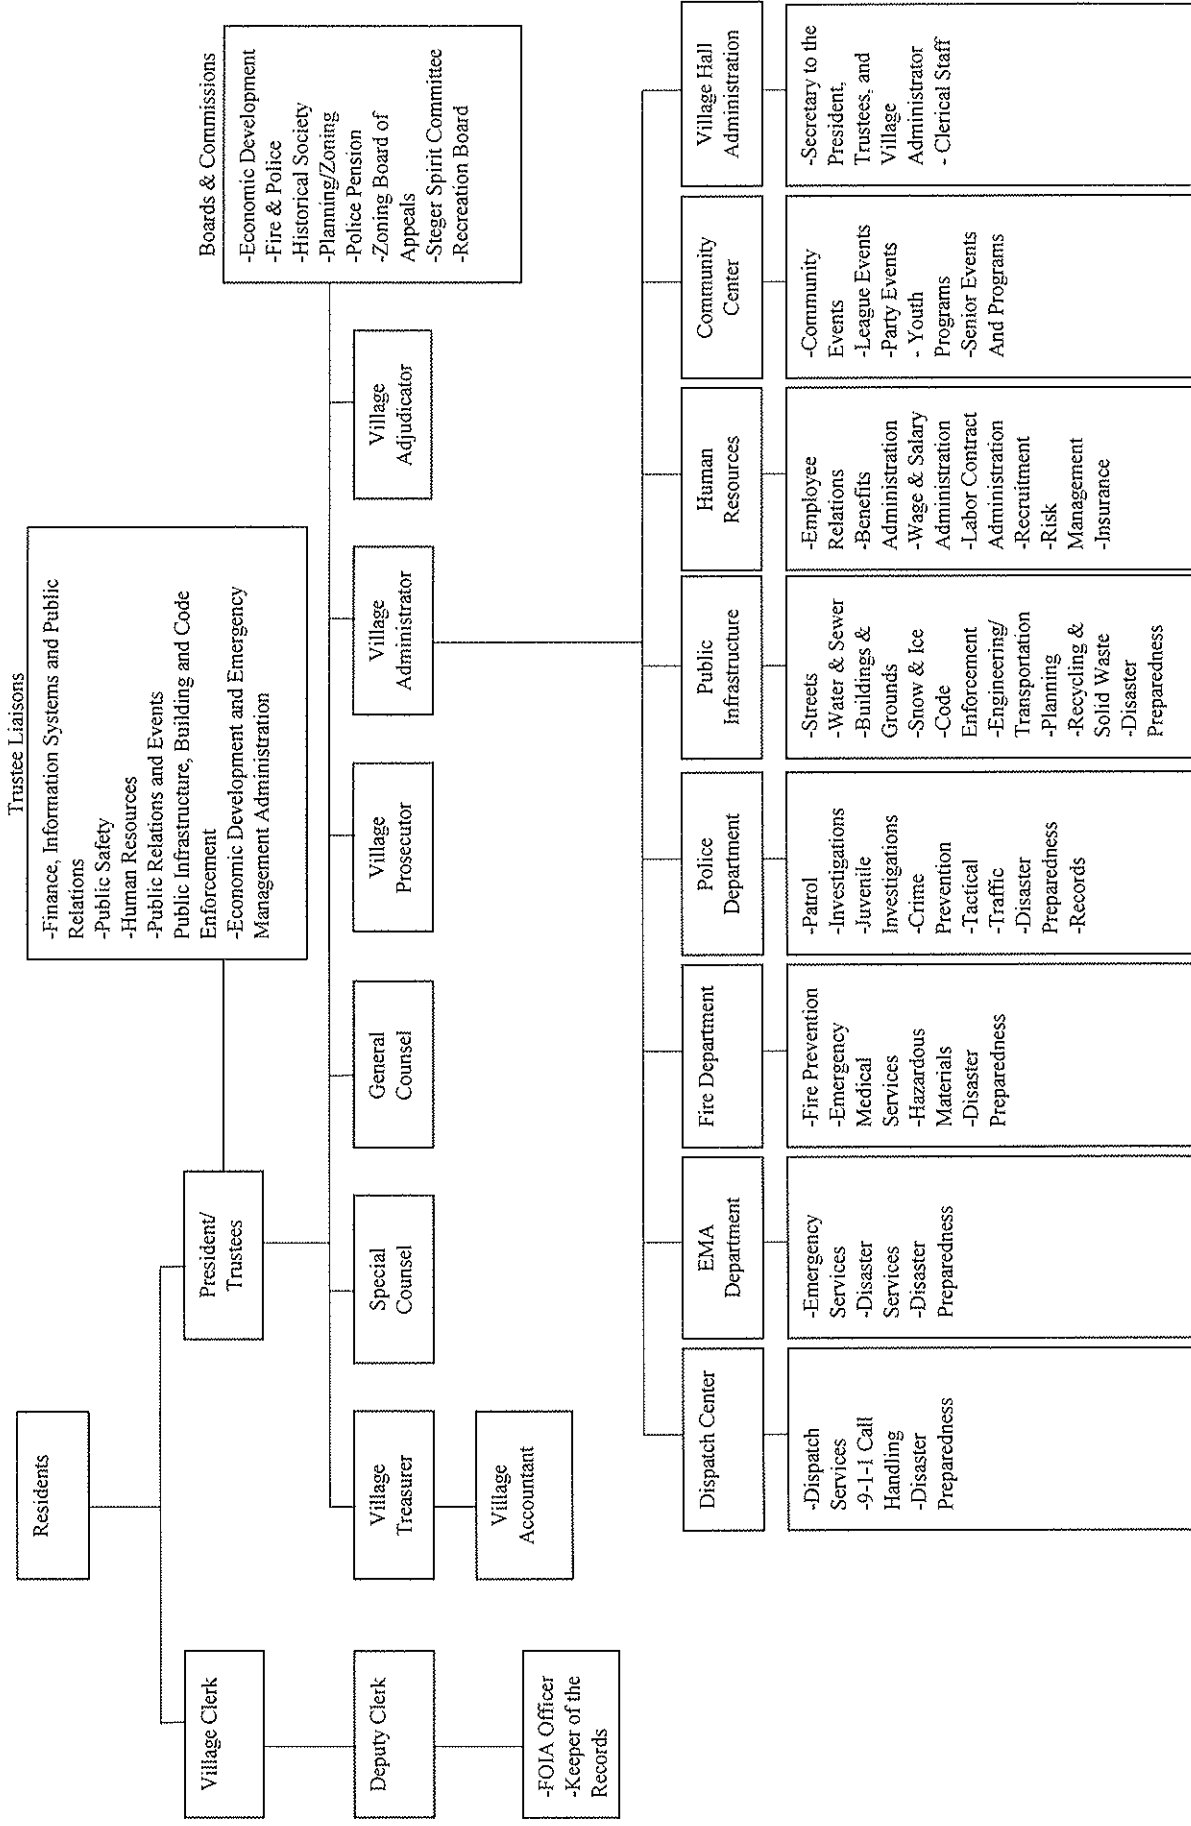 Residents
Trustee Liaisons
-Finance, Information Systems and Public
Relations
-Public Safety
-Human Resources
-Public Relations and Events
Public Infrastructure, Building and Code
Enforcement
-Economic Development and Emergency
Management Administration
Village Clerk
President/
Trustees
Boards & Commissions
-Economic Development
-Fire & Police
-Historical Society
-Planning/Zoning
-Police Pension
-Zoning Board of
Appeals
-Steger Spirit Committee
-Recreation Board
Deputy Clerk
Village
Treasurer
Special
Counsel
General
Counsel
Village
Prosecutor
Village
Administrator
Village
Adjudicator
Village
Accountant
-FOIA Officer
-Keeper of the
Records
Dispatch Center
EMA
Department
Fire Department
Police
Department
Public
Infrastructure
Human
Resources
Community
Center
Village Hall
Administration
-Dispatch
Services
-9-1-1 Call
Handling
-Disaster
Preparedness
-Emergency
Services
-Disaster
Services
-Disaster
Preparedness
-Fire Prevention
-Emergency
Medical
Services
-Hazardous
Materials
-Disaster
Preparedness
-Patrol
-Investigations
-Juvenile
Investigations
-Crime
Prevention
-Tactical
-Traffic
-Disaster
Preparedness
-Records
-Streets
-Water & Sewer
-Buildings &
Grounds
-Snow & Ice
-Code
Enforcement
-Engineering/
Transportation
-Planning
-Recycling &
Solid Waste
-Disaster
Preparedness
-Employee
Relations
-Benefits
Administration
-Wage & Salary
Administration
-Labor Contract
Administration
-Recruitment
-Risk
Management
-Insurance
-Community
Events
-League Events
-Party Events
- Youth
Programs
-Senior Events
And Programs
-Secretary to the
President,
Trustees, and
Village
Administrator
- Clerical Staff